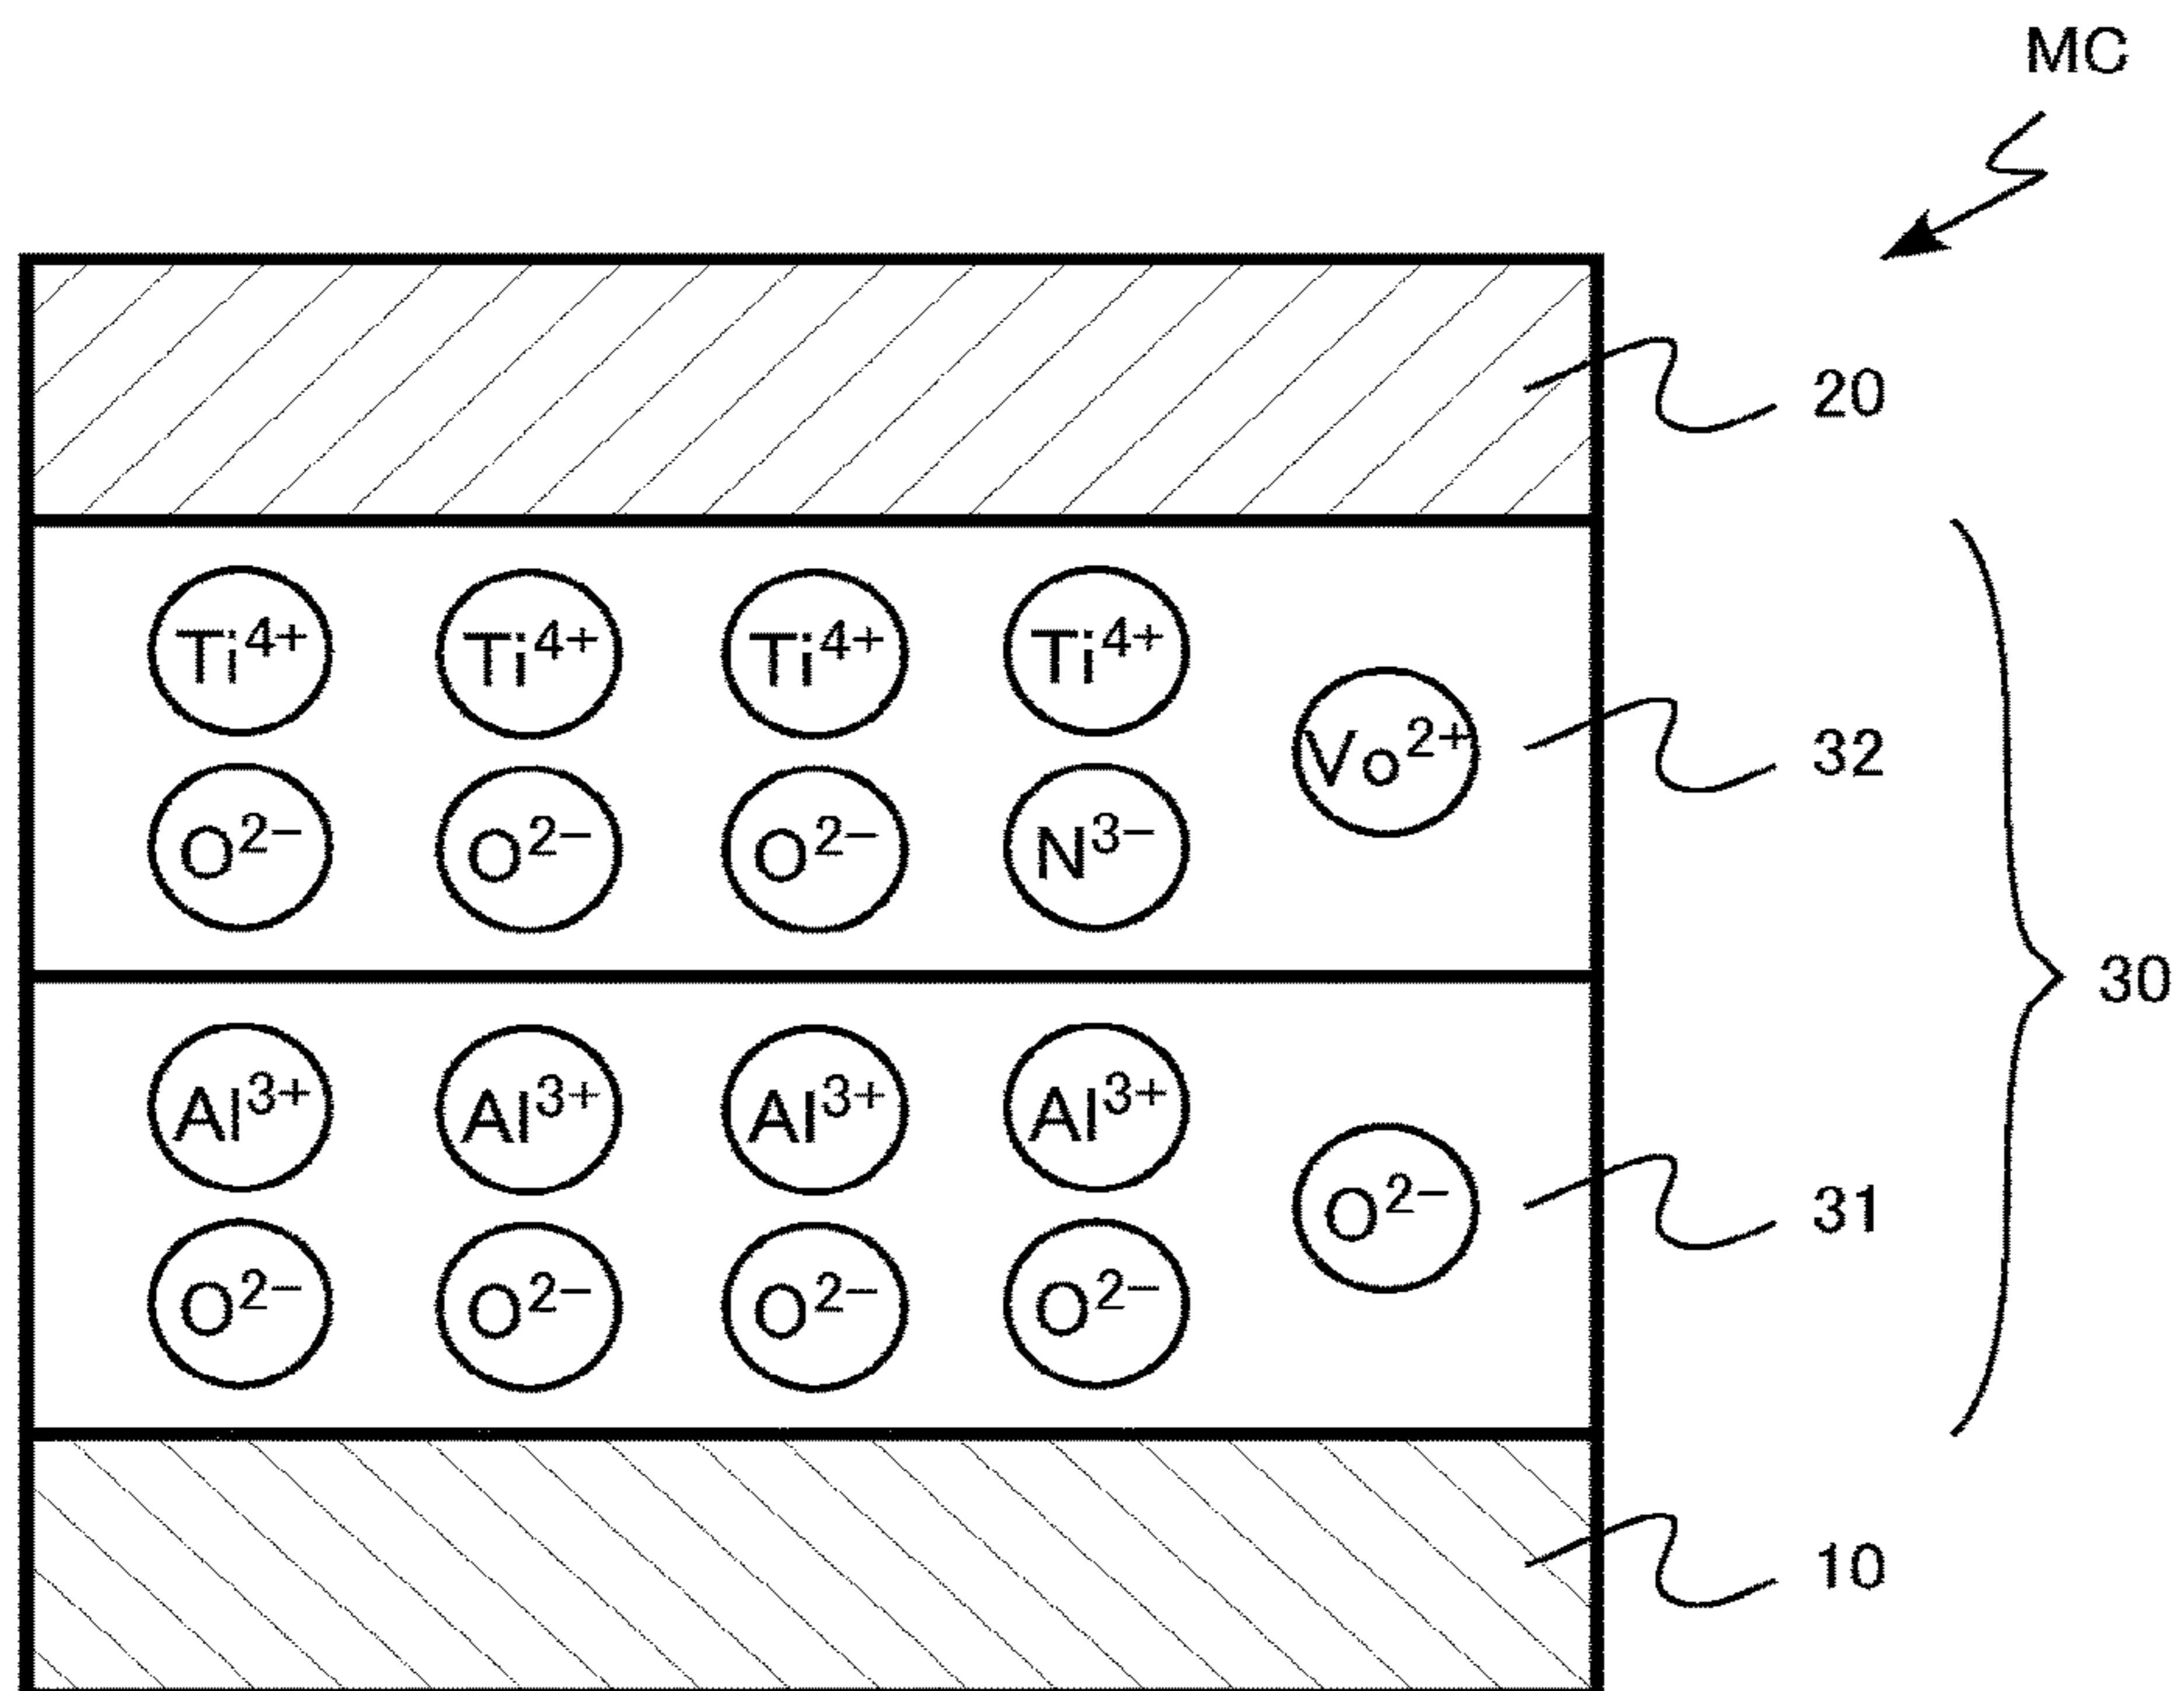 MC
20
Ti⁴⁺ Ti⁴⁺ Ti⁴⁺ Ti⁴⁺
Vo²⁺ 32
O²⁻ O²⁻ O²⁻ N³⁻
30
Al³⁺ Al³⁺ Al³⁺ Al³⁺
O²⁻ 31
O²⁻ O²⁻ O²⁻ O²⁻
10